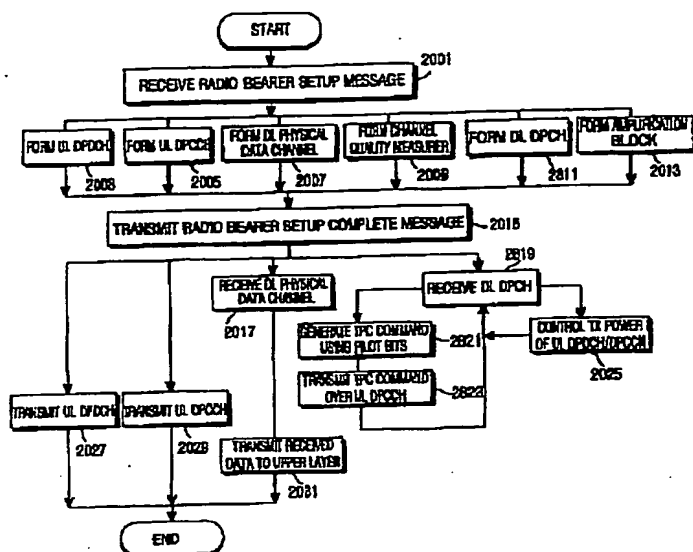 START
RECEIVE RADIO BEARER SETUP MESSAGE
2001
FORM UL DPDCH
2003
FORM UL DPCCH
2005
FORM DL PHYSICAL
DATA CHANNEL
2007
FORM CHANNEL
QUALITY MEASURER
2009
FORM DL DPCH
2811
FORM AMPLIFICATION
BLOCK
2013
TRANSMIT RADIO BEARER SETUP COMPLETE MESSAGE
2015
RECEIVE DL PHYSICAL
DATA CHANNEL
2017
2819
RECEIVE DL DPCH
GENERATE TPC COMMAND
USING PILOT BITS
2821
TRANSMIT TPC COMMAND
OVER UL DPCCH
2823
CONTROL TX POWER
OF UL DPDCH/DPCCH
2025
TRANSMIT UL DPDCH
2027
TRANSMIT UL DPCCH
2029
TRANSMIT RECEIVED
DATA TO UPPER LAYER
2031
END